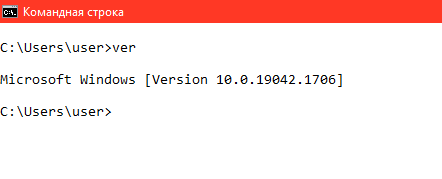 Командная строка
C:\Users\user>ver
Microsoft Windows [Version 10.0.19042.1706]
C:\Users\user>